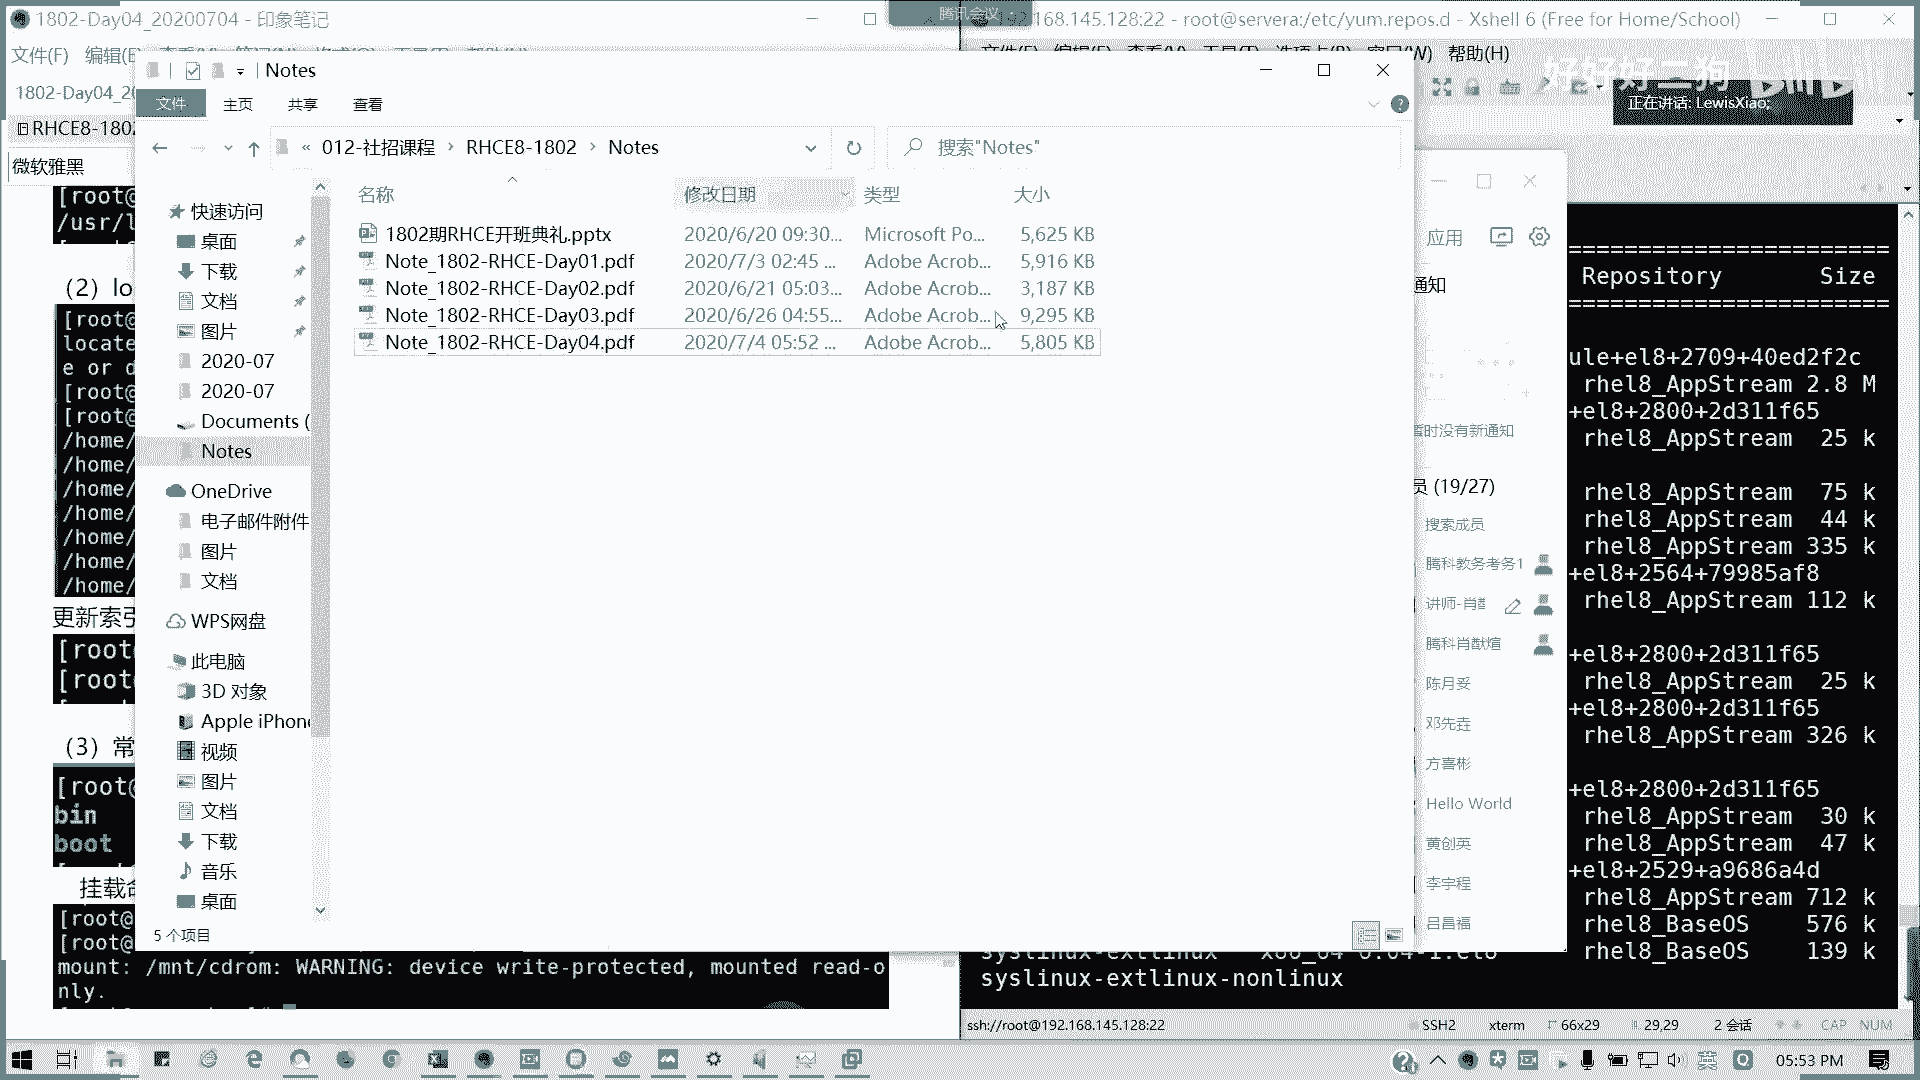 1802-Day04_20200704 - 印象笔记
腾讯会议
168.145.128:22 - root@servera:/etc/yum.repos.d - Xshell 6 (Free for Home/School)
文件(F) 编辑(E)
帮助(H)
好好好二狗 bilibili
正在讲话: LewisXiao;
1802-Day04_20
RHCE8-1802
微软雅黑
Notes
文件 主页 共享 查看
« 012-社招课程 › RHCE8-1802 › Notes
搜索"Notes"
名称 修改日期 类型 大小
1802期RHCE开班典礼.pptx 2020/6/20 09:30... Microsoft Po... 5,625 KB
Note_1802-RHCE-Day01.pdf 2020/7/3 02:45 ... Adobe Acrob... 5,916 KB
Note_1802-RHCE-Day02.pdf 2020/6/21 05:03... Adobe Acrob... 3,187 KB
Note_1802-RHCE-Day03.pdf 2020/6/26 04:55... Adobe Acrob... 9,295 KB
Note_1802-RHCE-Day04.pdf 2020/7/4 05:52 ... Adobe Acrob... 5,805 KB
快速访问
桌面
下载
文档
图片
2020-07
2020-07
Documents (
Notes
OneDrive
电子邮件附件
图片
文档
WPS网盘
此电脑
3D 对象
Apple iPhone
视频
图片
文档
下载
音乐
桌面
5 个项目
[root@
/usr/l
（2）lo
[root@
locate
e or d
[root@
[root@
/home/
/home/
/home/
/home/
/home/
/home/
/home/
更新索引
[root
[root
（3）常
[root@
bin
boot
挂载命
[root@
[root@
mount: /mnt/cdrom: WARNING: device write-protected, mounted read-o
nly.
应用
通知
暂时没有新通知
员 (19/27)
搜索成员
腾科教务考务1
讲师-肖
腾科肖猷煊
陈月妥
邓先垚
方喜彬
Hello World
黄创英
李宇程
吕昌福
================
Repository Size
================
ule+el8+2709+40ed2f2c
rhel8_AppStream 2.8 M
+el8+2800+2d311f65
rhel8_AppStream 25 k
rhel8_AppStream 75 k
rhel8_AppStream 44 k
rhel8_AppStream 335 k
+el8+2564+79985af8
rhel8_AppStream 112 k
+el8+2800+2d311f65
rhel8_AppStream 25 k
+el8+2800+2d311f65
rhel8_AppStream 326 k
+el8+2800+2d311f65
rhel8_AppStream 30 k
rhel8_AppStream 47 k
+el8+2529+a9686a4d
rhel8_AppStream 712 k
rhel8_BaseOS 576 k
rhel8_BaseOS 139 k
syslinux-extlinux x86_64 6.04-1.el8
syslinux-extlinux-nonlinux
ssh://root@192.168.145.128:22 SSH2 xterm 66x29 29,29 2 会话 CAP NUM
英
05:53 PM